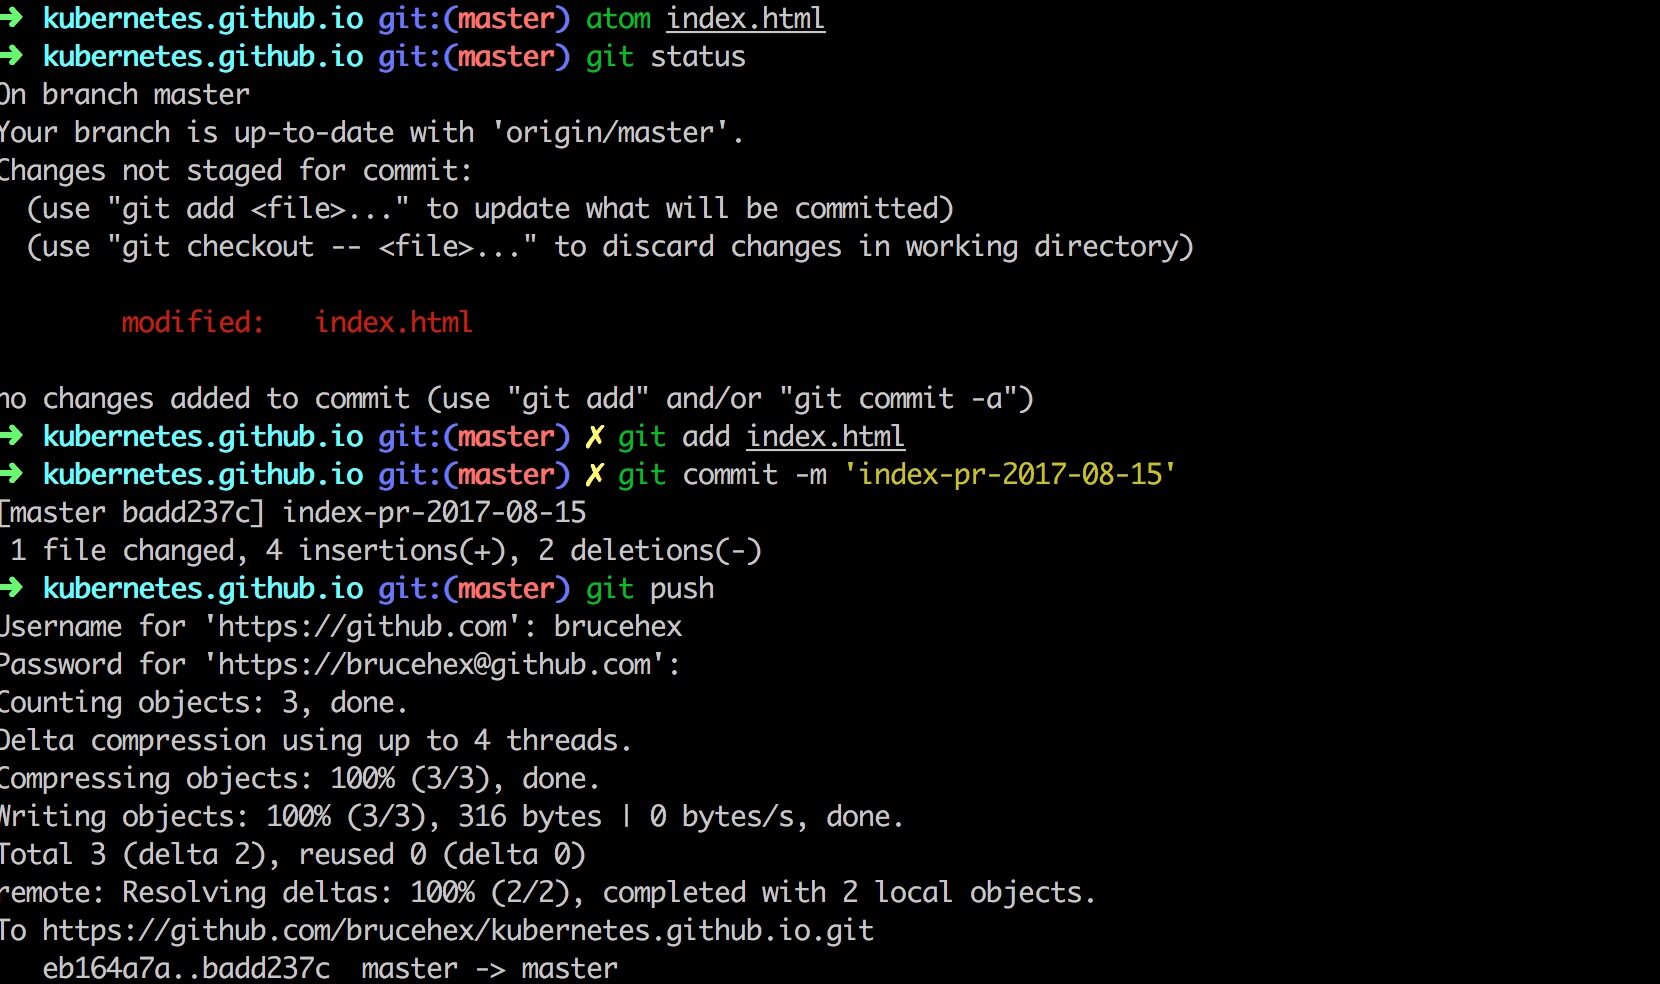 ➜ kubernetes.github.io git:(master) atom index.html
➜ kubernetes.github.io git:(master) git status
On branch master
Your branch is up-to-date with 'origin/master'.
Changes not staged for commit:
  (use "git add <file>..." to update what will be committed)
  (use "git checkout -- <file>..." to discard changes in working directory)
        modified:   index.html
no changes added to commit (use "git add" and/or "git commit -a")
➜ kubernetes.github.io git:(master) ✗ git add index.html
➜ kubernetes.github.io git:(master) ✗ git commit -m 'index-pr-2017-08-15'
[master badd237c] index-pr-2017-08-15
 1 file changed, 4 insertions(+), 2 deletions(-)
➜ kubernetes.github.io git:(master) git push
Username for 'https://github.com': brucehex
Password for 'https://brucehex@github.com':
Counting objects: 3, done.
Delta compression using up to 4 threads.
Compressing objects: 100% (3/3), done.
Writing objects: 100% (3/3), 316 bytes | 0 bytes/s, done.
Total 3 (delta 2), reused 0 (delta 0)
remote: Resolving deltas: 100% (2/2), completed with 2 local objects.
To https://github.com/brucehex/kubernetes.github.io.git
   eb164a7a..badd237c  master -> master